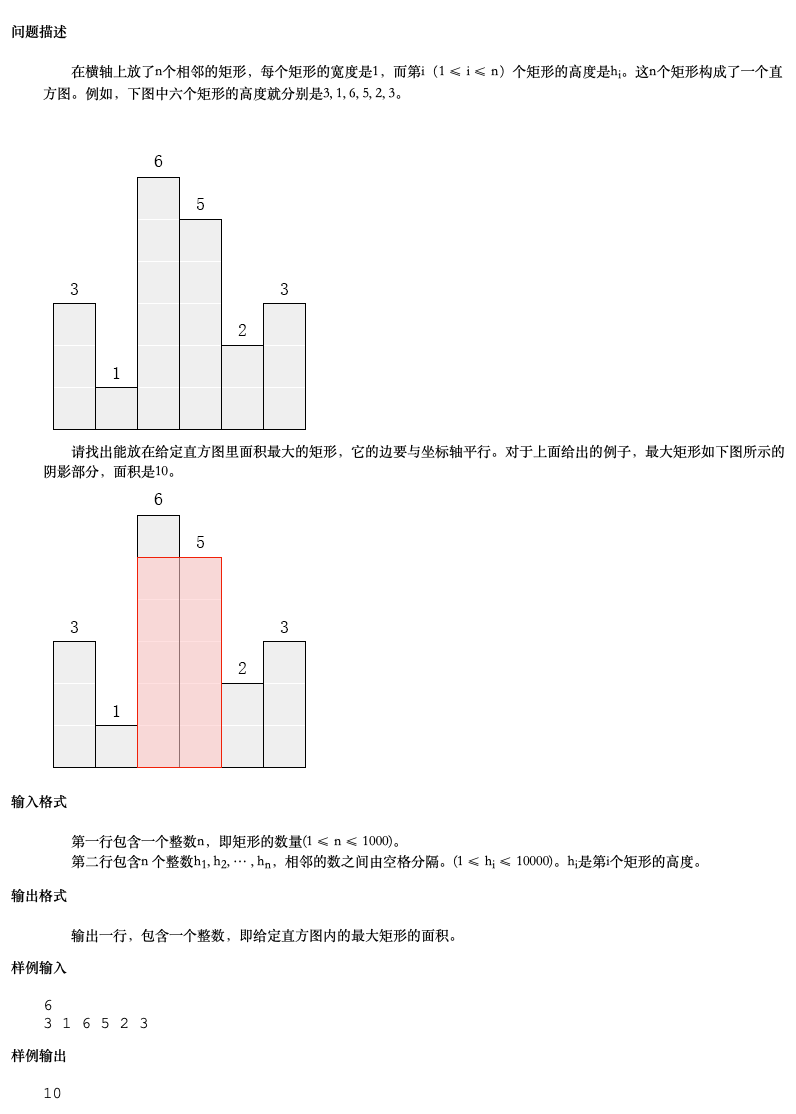 问题描述
在横轴上放了n个相邻的矩形，每个矩形的宽度是1，而第i（1 ≤ i ≤ n）个矩形的高度是hi。这n个矩形构成了一个直
方图。例如，下图中六个矩形的高度就分别是3, 1, 6, 5, 2, 3。
6
5
3
3
2
1
请找出能放在给定直方图里面积最大的矩形，它的边要与坐标轴平行。对于上面给出的例子，最大矩形如下图所示的
阴影部分，面积是10。
6
5
3
3
2
1
输入格式
第一行包含一个整数n，即矩形的数量(1 ≤ n ≤ 1000)。
第二行包含n 个整数h1, h2, … , hn，相邻的数之间由空格分隔。(1 ≤ hi ≤ 10000)。hi是第i个矩形的高度。
输出格式
输出一行，包含一个整数，即给定直方图内的最大矩形的面积。
样例输入
6
3 1 6 5 2 3
样例输出
10